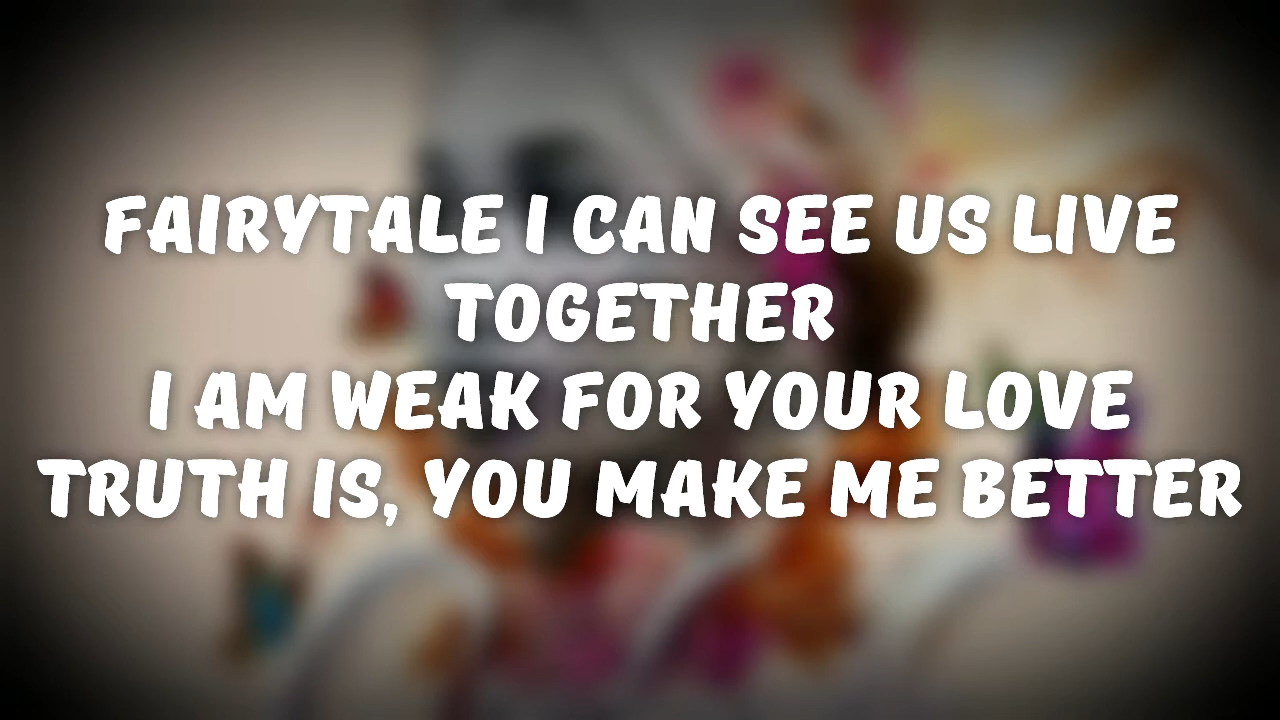 FAIRYTALE I CAN SEE US LIVE
TOGETHER
I AM WEAK FOR YOUR LOVE
TRUTH IS, YOU MAKE ME BETTER